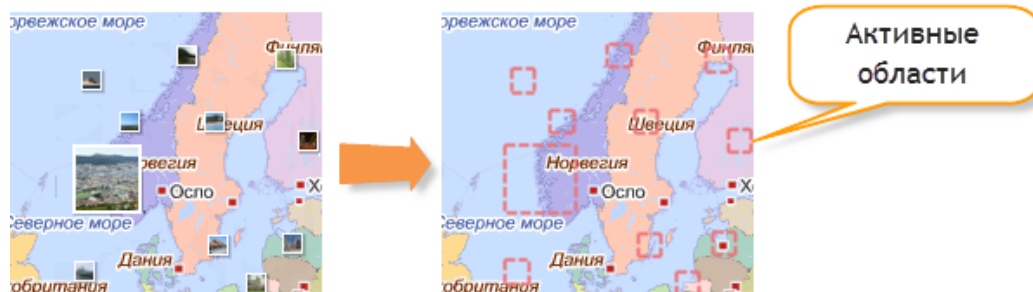 орвежское море
Финля
Швеция
рвегия
Осло
Х
Северное море
Дания
обритания
орвежское море
Финля
Швеция
Норвегия
Осло
Х
Северное море
Дания
обритания
Активные
области